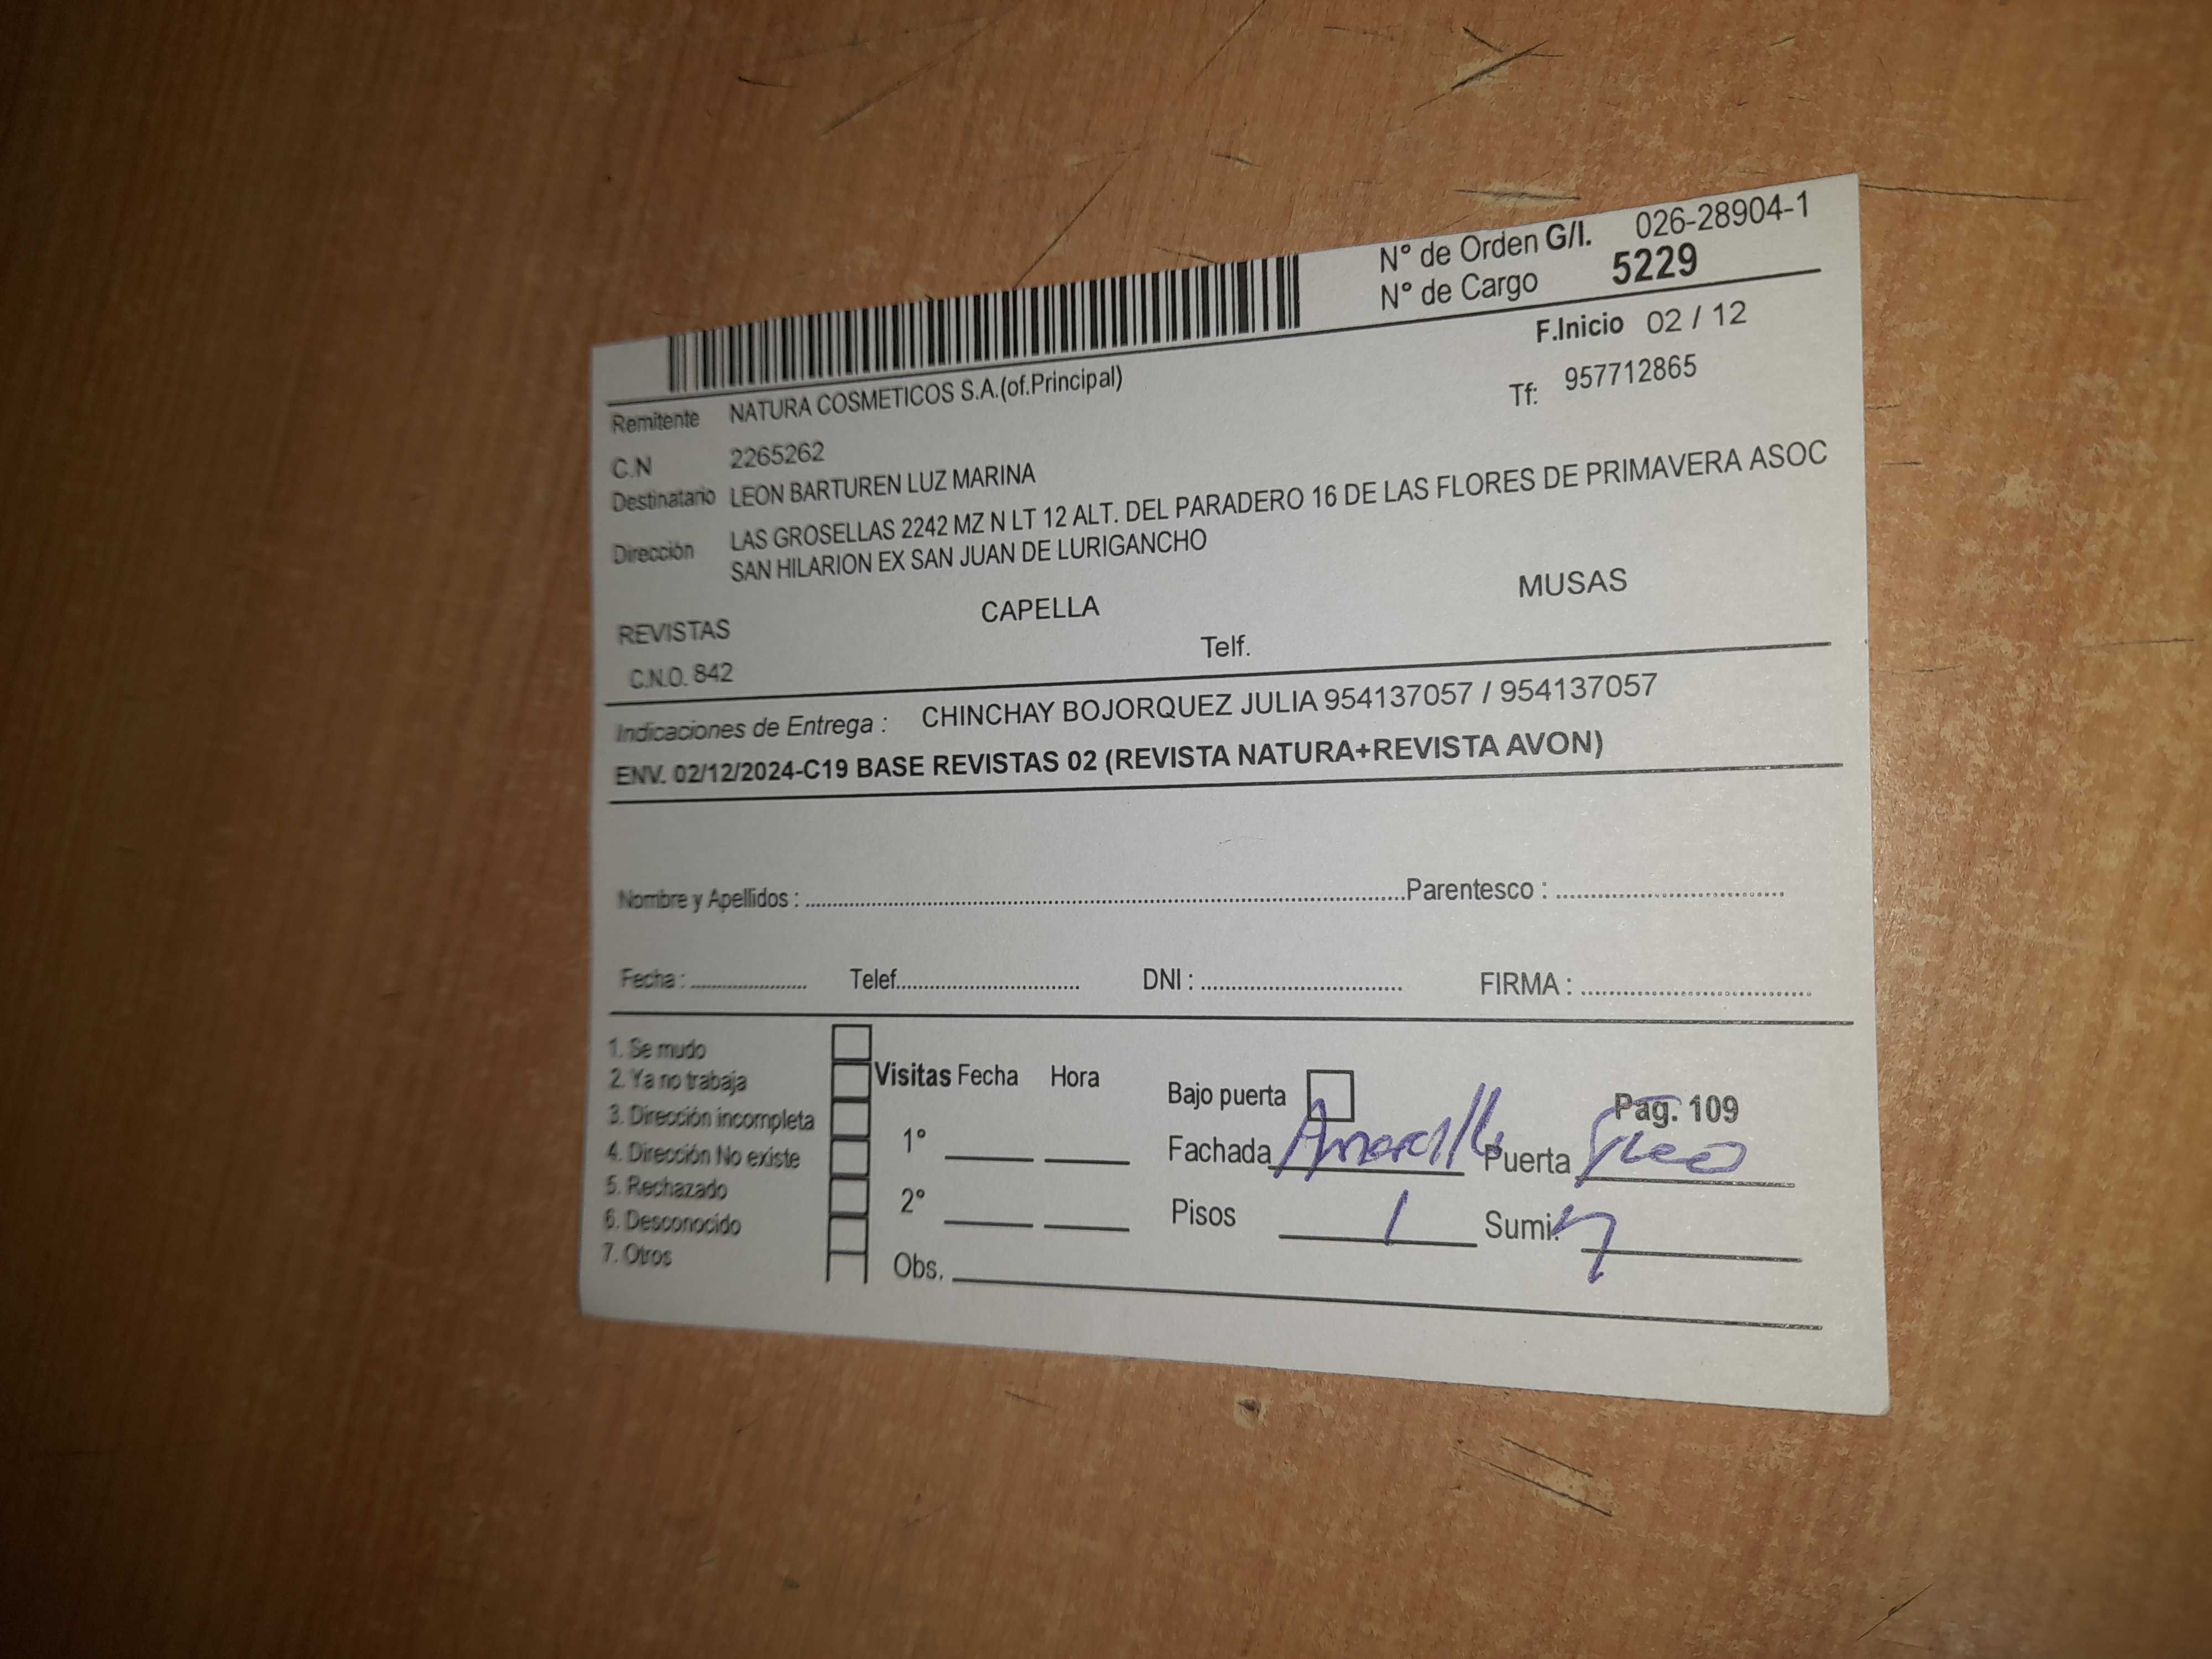 N° de Orden G/I. 026-28904-1
N° de Cargo 5229
F.Inicio 02 / 12
Remitente NATURA COSMETICOS S.A.(of.Principal)
Tf: 957712865
C.N 2265262
Destinatario LEON BARTUREN LUZ MARINA
Dirección LAS GROSELLAS 2242 MZ N LT 12 ALT. DEL PARADERO 16 DE LAS FLORES DE PRIMAVERA ASOC
SAN HILARION EX SAN JUAN DE LURIGANCHO
REVISTAS CAPELLA MUSAS
C.N.O. 842 Telf.
Indicaciones de Entrega : CHINCHAY BOJORQUEZ JULIA 954137057 / 954137057
ENV. 02/12/2024-C19 BASE REVISTAS 02 (REVISTA NATURA+REVISTA AVON)
Nombre y Apellidos : Parentesco :
Fecha : Telef. DNI : FIRMA :
1. Se mudo
2. Ya no trabaja
3. Dirección incompleta
4. Dirección No existe
5. Rechazado
6. Desconocido
7. Otros
Visitas Fecha Hora
1°
2°
Obs.
Bajo puerta Pag. 109
Fachada Amarillo Puerta
Pisos 1 Sumi.